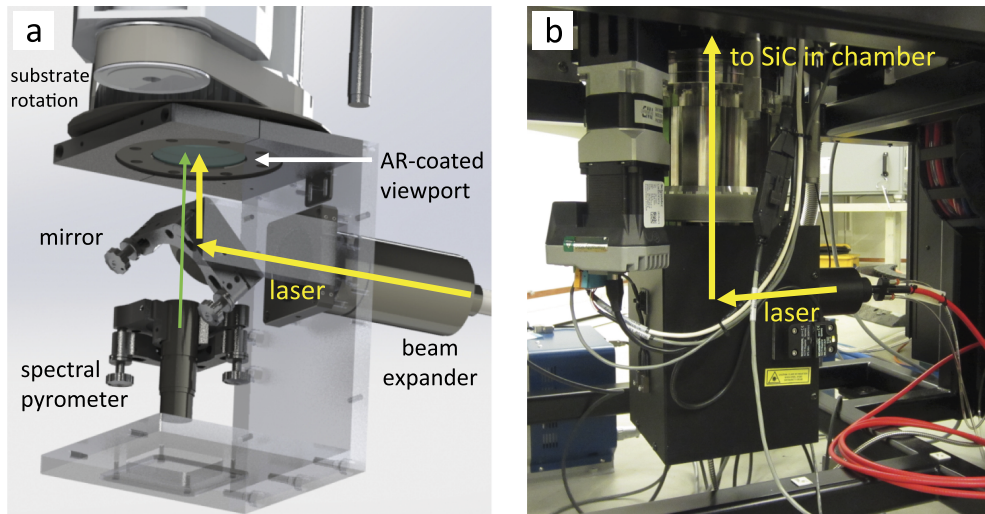 a
substrate
rotation
AR-coated
viewport
mirror
laser
beam
expander
spectral
pyrometer
b
to SiC in chamber
laser